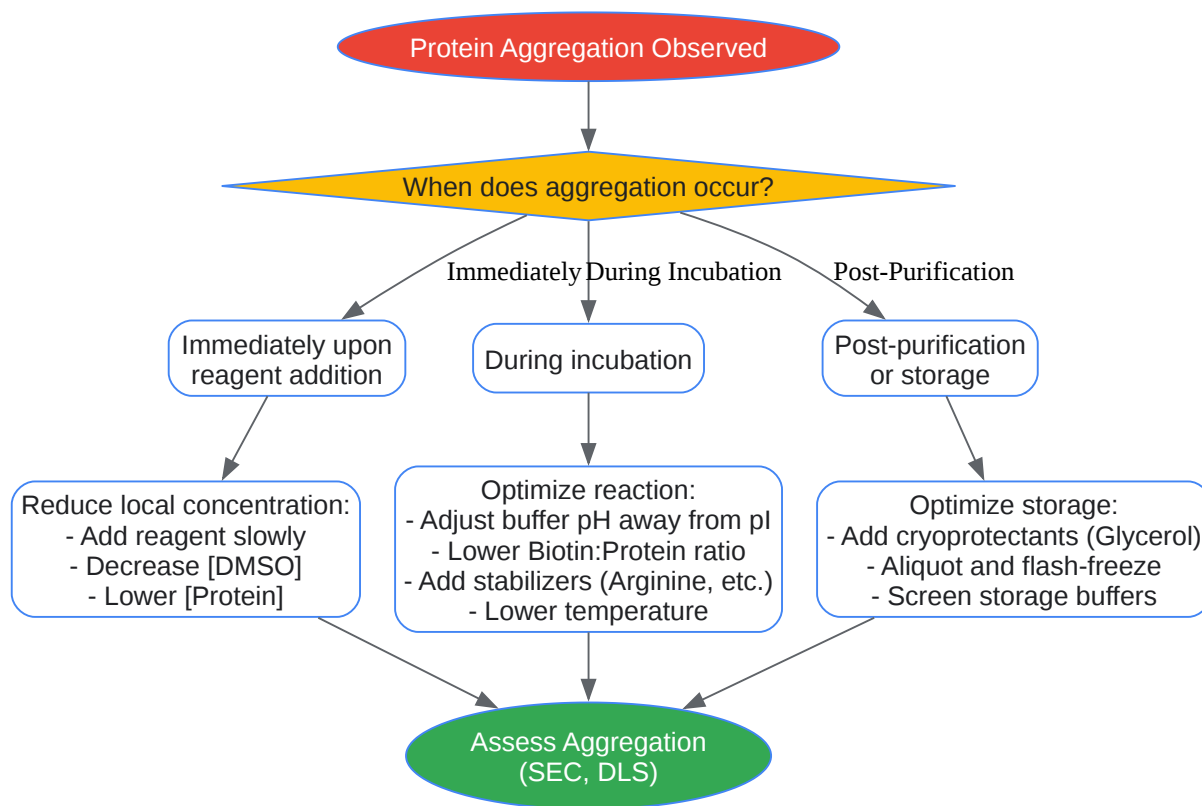 Protein Aggregation Observed
When does aggregation occur?
Immediately
During Incubation
Post-Purification
Immediately upon
reagent addition
During incubation
Post-purification
or storage
Reduce local concentration:
- Add reagent slowly
- Decrease [DMSO]
- Lower [Protein]
Optimize reaction:
- Adjust buffer pH away from pI
- Lower Biotin:Protein ratio
- Add stabilizers (Arginine, etc.)
- Lower temperature
Optimize storage:
- Add cryoprotectants (Glycerol)
- Aliquot and flash-freeze
- Screen storage buffers
Assess Aggregation
(SEC, DLS)